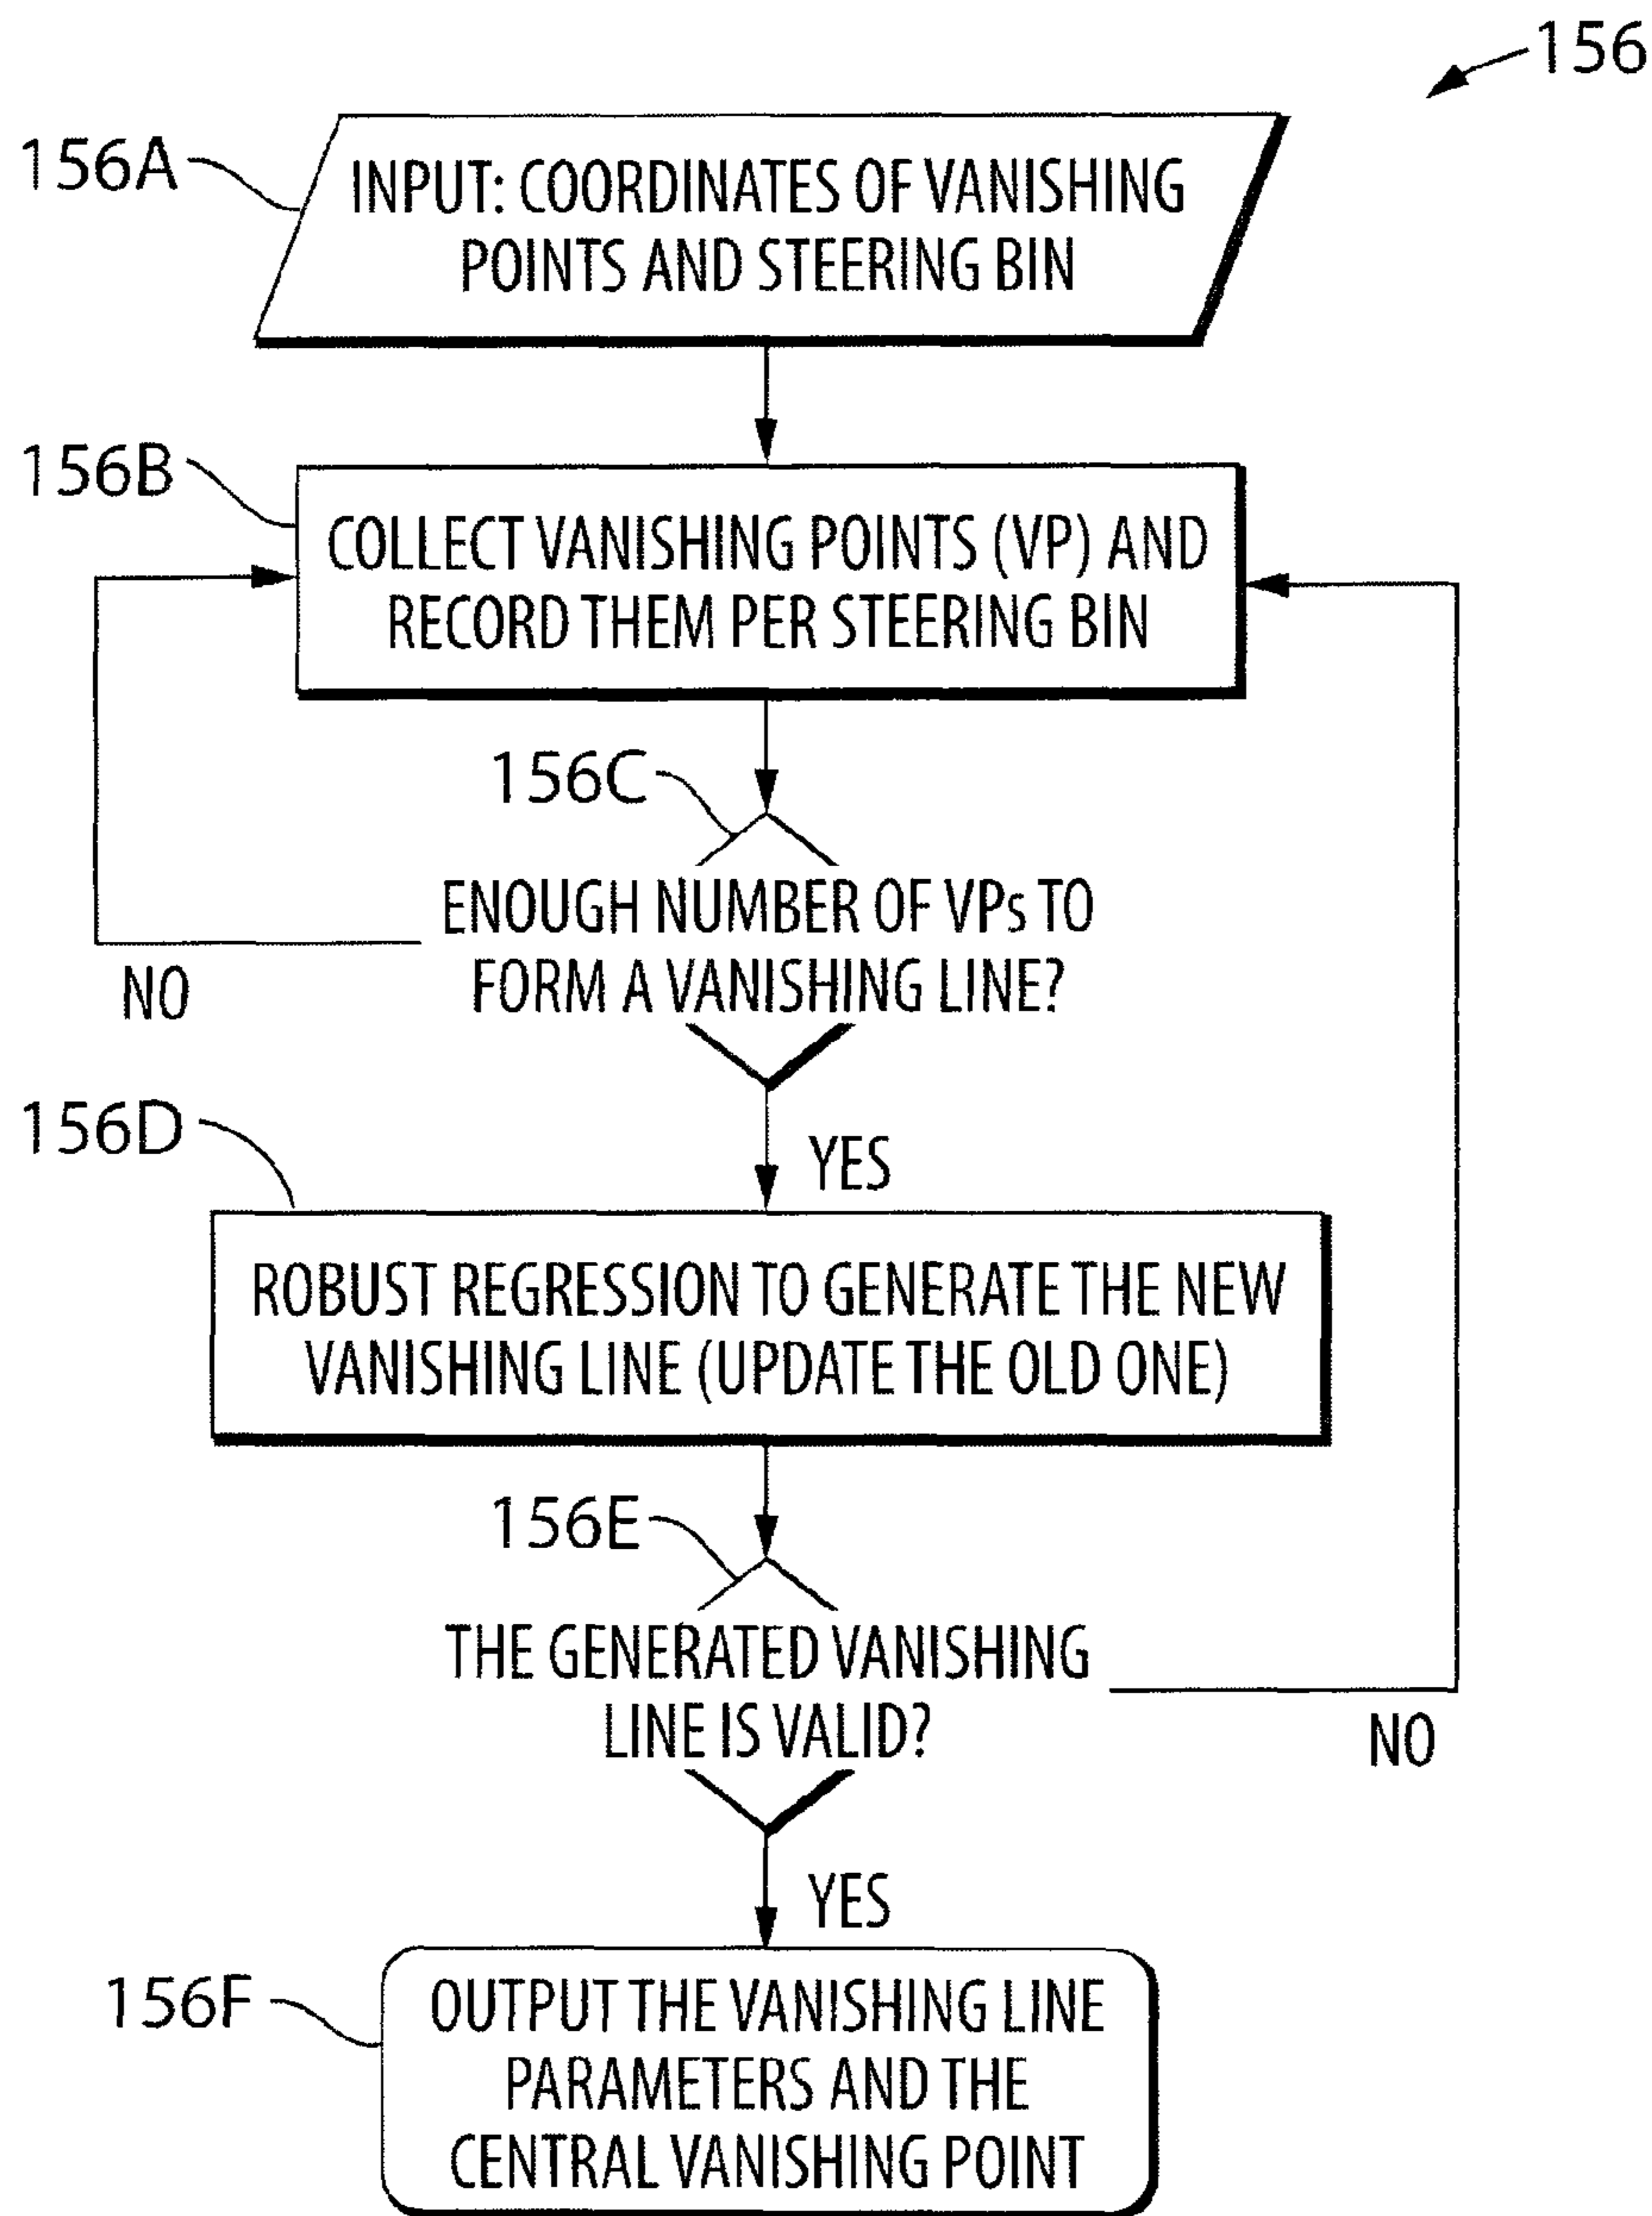 156
156A
INPUT: COORDINATES OF VANISHING
POINTS AND STEERING BIN
156B
COLLECT VANISHING POINTS (VP) AND
RECORD THEM PER STEERING BIN
156C
ENOUGH NUMBER OF VPs TO
FORM A VANISHING LINE?
NO
YES
156D
ROBUST REGRESSION TO GENERATE THE NEW
VANISHING LINE (UPDATE THE OLD ONE)
156E
THE GENERATED VANISHING
LINE IS VALID?
NO
YES
156F
OUTPUT THE VANISHING LINE
PARAMETERS AND THE
CENTRAL VANISHING POINT